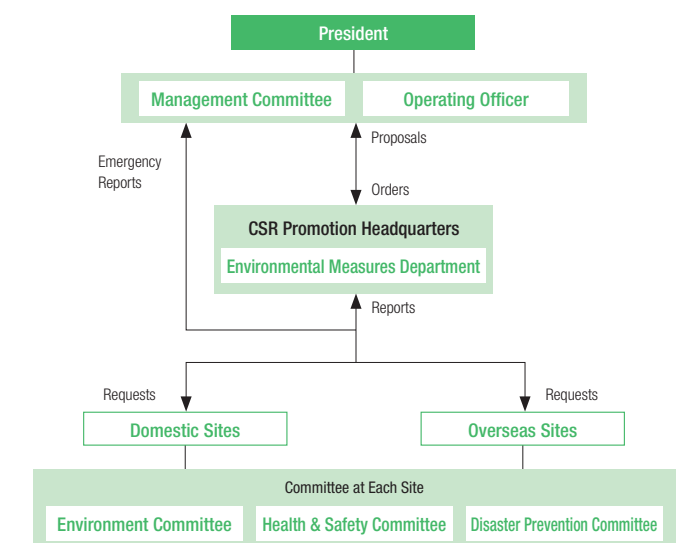 President
Management Committee
Operating Officer
Emergency
Reports
Proposals
Orders
CSR Promotion Headquarters
Environmental Measures Department
Reports
Requests
Requests
Domestic Sites
Overseas Sites
Committee at Each Site
Environment Committee
Health & Safety Committee
Disaster Prevention Committee